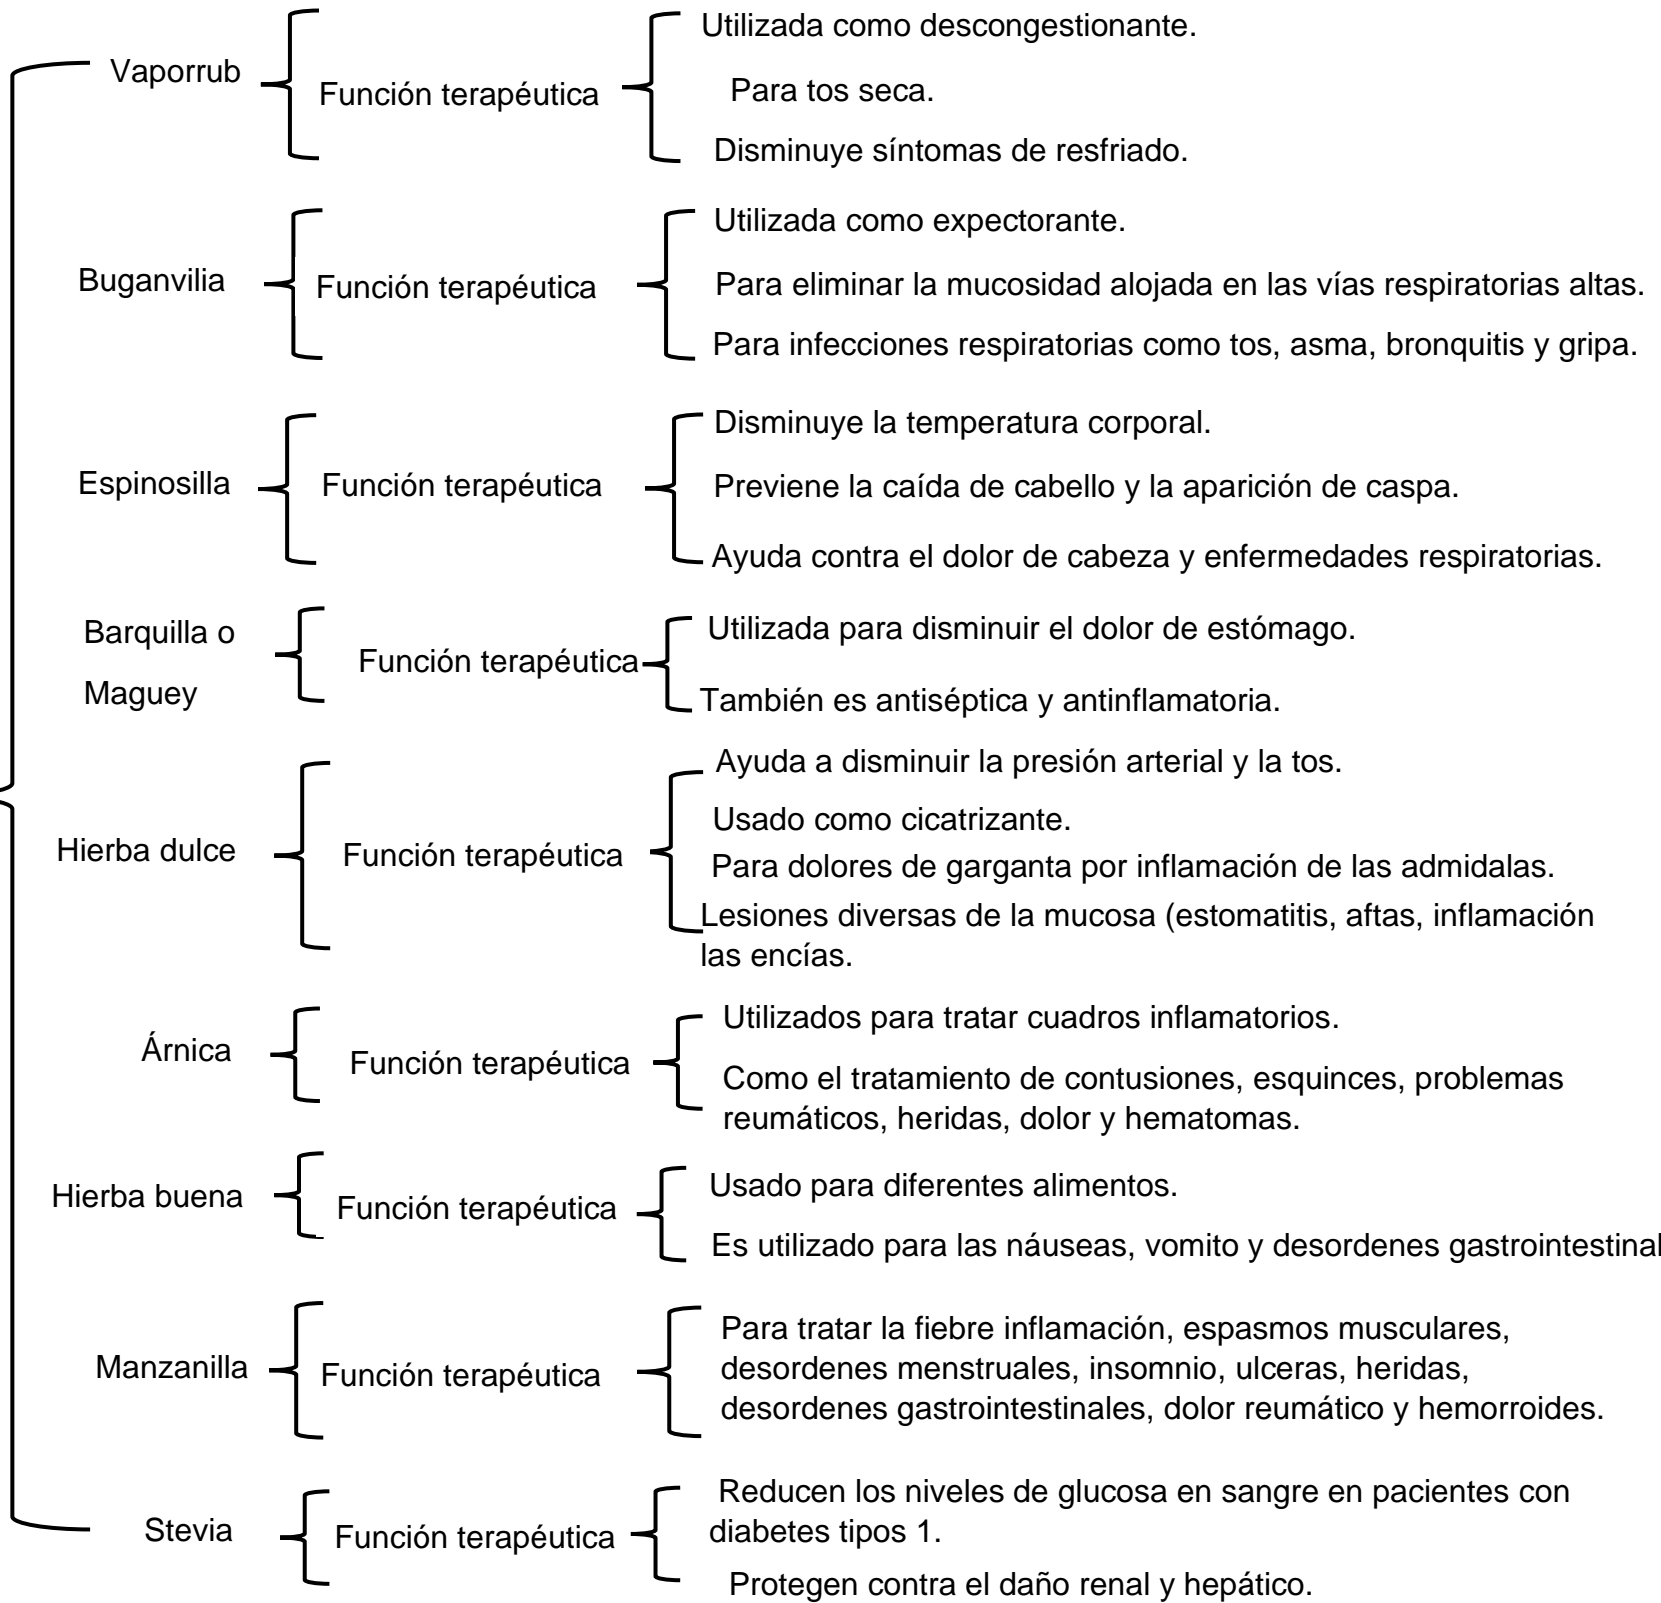 Vaporrub
Función terapéutica
Utilizada como descongestionante.
Para tos seca.
Disminuye síntomas de resfriado.
Buganvilia
Función terapéutica
Utilizada como expectorante.
Para eliminar la mucosidad alojada en las vías respiratorias altas.
Para infecciones respiratorias como tos, asma, bronquitis y gripa.
Espinosilla
Función terapéutica
Disminuye la temperatura corporal.
Previene la caída de cabello y la aparición de caspa.
Ayuda contra el dolor de cabeza y enfermedades respiratorias.
Barquilla o
Maguey
Función terapéutica
Utilizada para disminuir el dolor de estómago.
También es antiséptica y antinflamatoria.
Hierba dulce
Función terapéutica
Ayuda a disminuir la presión arterial y la tos.
Usado como cicatrizante.
Para dolores de garganta por inflamación de las admidalas.
Lesiones diversas de la mucosa (estomatitis, aftas, inflamación
las encías.
Árnica
Función terapéutica
Utilizados para tratar cuadros inflamatorios.
Como el tratamiento de contusiones, esquinces, problemas
reumáticos, heridas, dolor y hematomas.
Hierba buena
Función terapéutica
Usado para diferentes alimentos.
Es utilizado para las náuseas, vomito y desordenes gastrointestinal
Manzanilla
Función terapéutica
Para tratar la fiebre inflamación, espasmos musculares,
desordenes menstruales, insomnio, ulceras, heridas,
desordenes gastrointestinales, dolor reumático y hemorroides.
Stevia
Función terapéutica
Reducen los niveles de glucosa en sangre en pacientes con
diabetes tipos 1.
Protegen contra el daño renal y hepático.